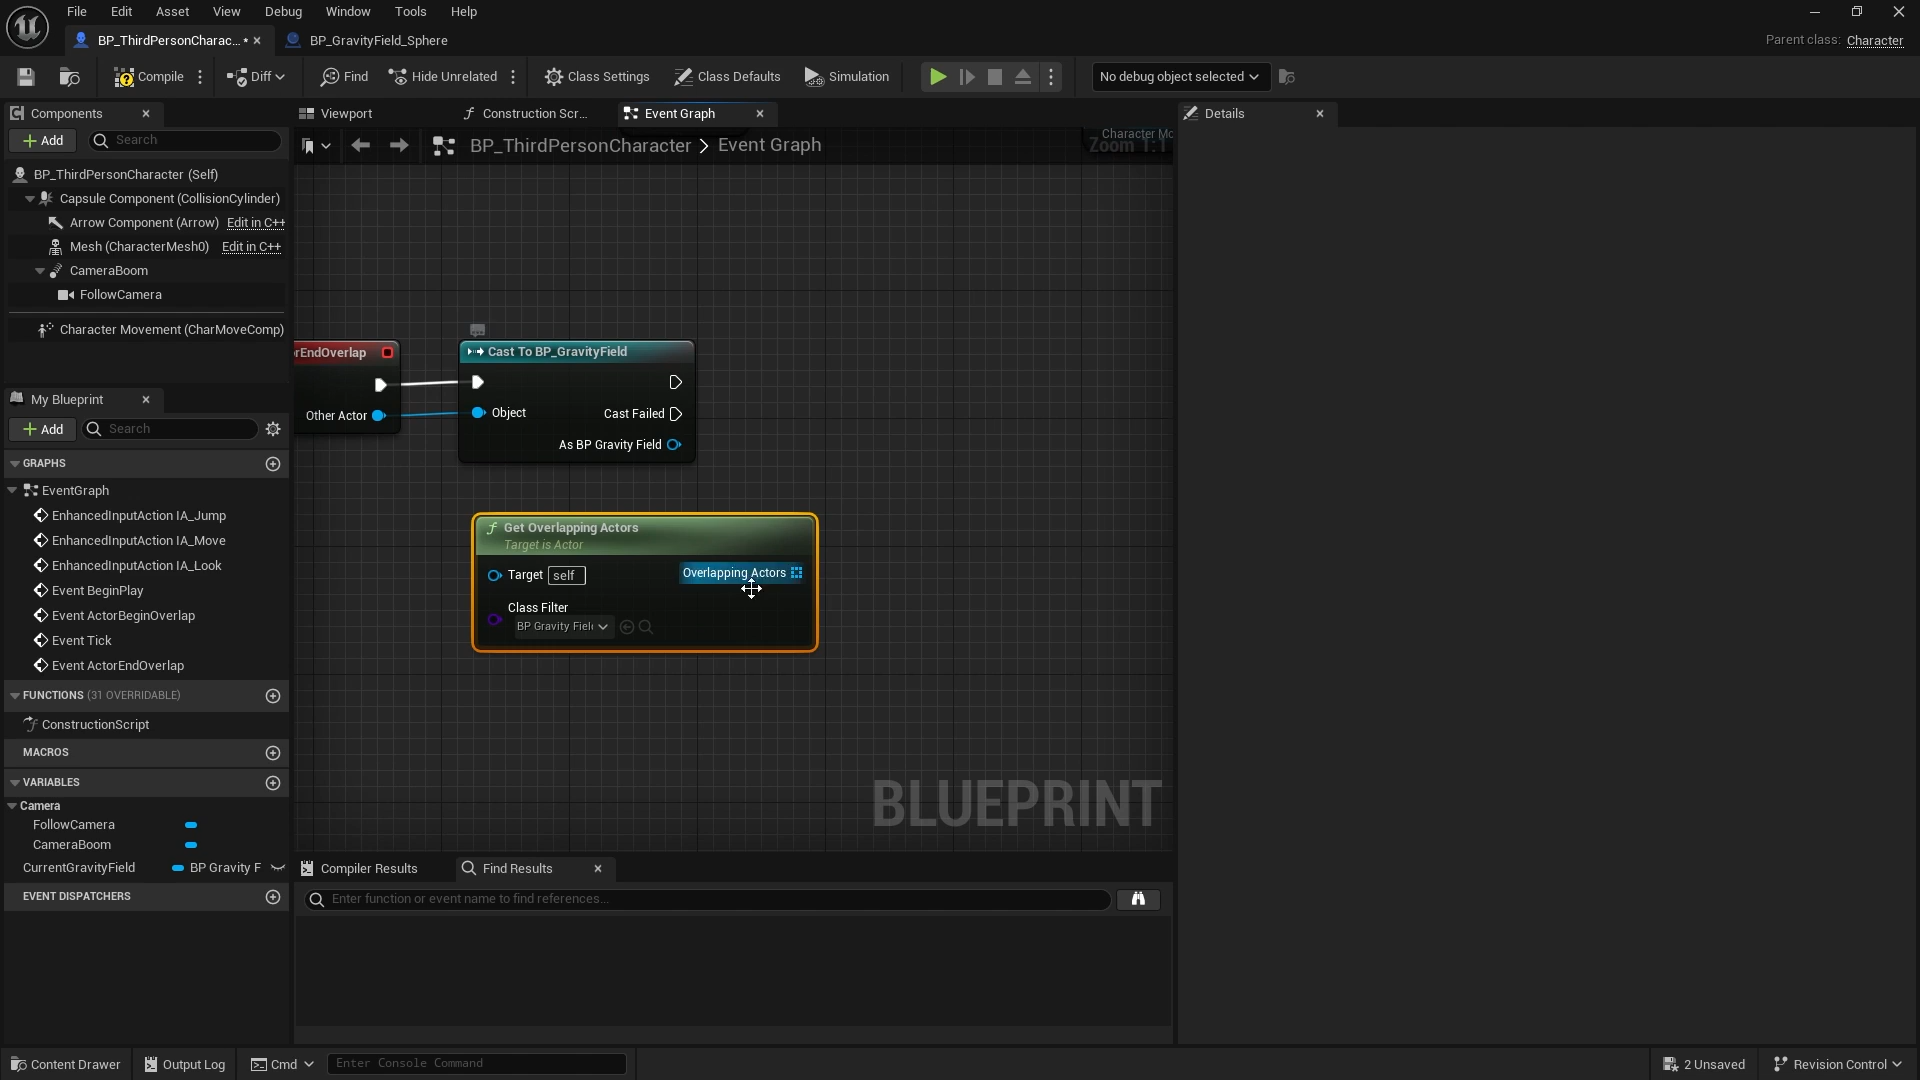 File Edit Asset View Debug Window Tools Help
BP_ThirdPersonCharac... • BP_GravityField_Sphere
Parent class: Character
Compile Diff Find Hide Unrelated Class Settings Class Defaults Simulation No debug object selected
Components
Add Search
BP_ThirdPersonCharacter (Self)
Capsule Component (CollisionCylinder)
Arrow Component (Arrow) Edit in C++
Mesh (CharacterMesh0) Edit in C++
CameraBoom
FollowCamera
Character Movement (CharMoveComp)
My Blueprint
Add Search
GRAPHS
EventGraph
EnhancedInputAction IA_Jump
EnhancedInputAction IA_Move
EnhancedInputAction IA_Look
Event BeginPlay
Event ActorBeginOverlap
Event Tick
Event ActorEndOverlap
FUNCTIONS (31 OVERRIDABLE)
ConstructionScript
MACROS
VARIABLES
Camera
FollowCamera
CameraBoom
CurrentGravityField BP Gravity F
EVENT DISPATCHERS
Viewport Construction Scr... Event Graph
BP_ThirdPersonCharacter > Event Graph
Character Mo
Zoom 1:1
rEndOverlap
Other Actor
Cast To BP_GravityField
Object Cast Failed
As BP Gravity Field
f Get Overlapping Actors
Target is Actor
Target self Overlapping Actors
Class Filter
BP Gravity Fiel
BLUEPRINT
Compiler Results Find Results
Enter function or event name to find references...
Details
Content Drawer Output Log Cmd Enter Console Command 2 Unsaved Revision Control